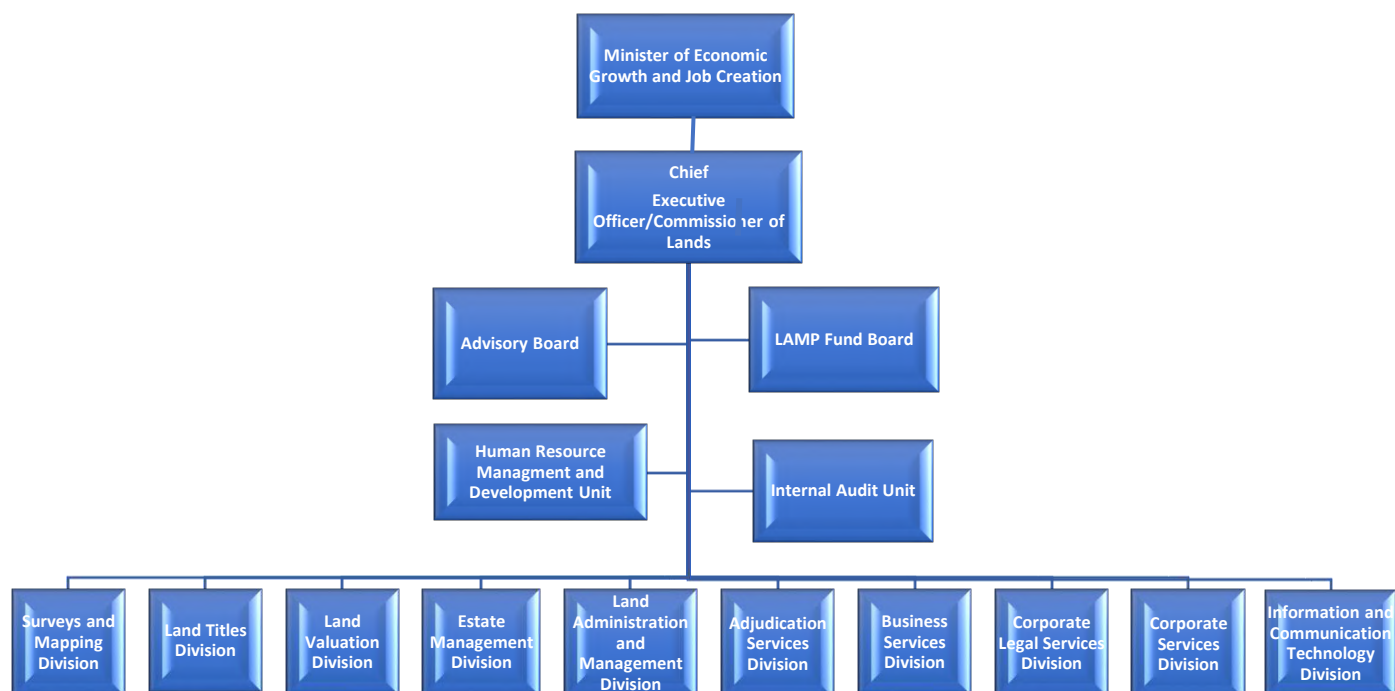 Minister of Economic
Growth and Job Creation
Chief
Executive
Officer/Commissioner of
Lands
Advisory Board
LAMP Fund Board
Human Resource
Managment and
Development Unit
Internal Audit Unit
Surveys and
Mapping
Division
Land Titles
Division
Land
Valuation
Division
Estate
Management
Division
Land
Administration
and
Management
Division
Adjudication
Services
Division
Business
Services
Division
Corporate
Legal Services
Division
Corporate
Services
Division
Information and
Communication
Technology
Division